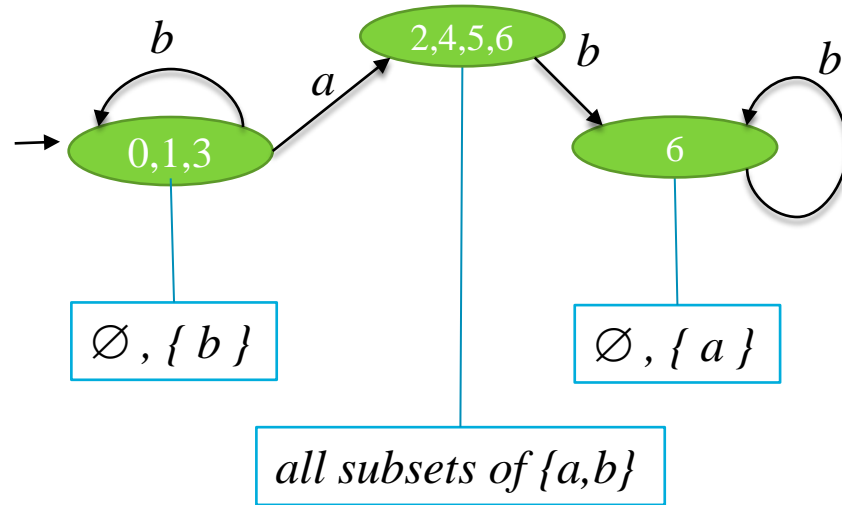 2,4,5,6
b
b
b
a
0,1,3
6
∅ , { b }
∅ , { a }
all subsets of {a,b}